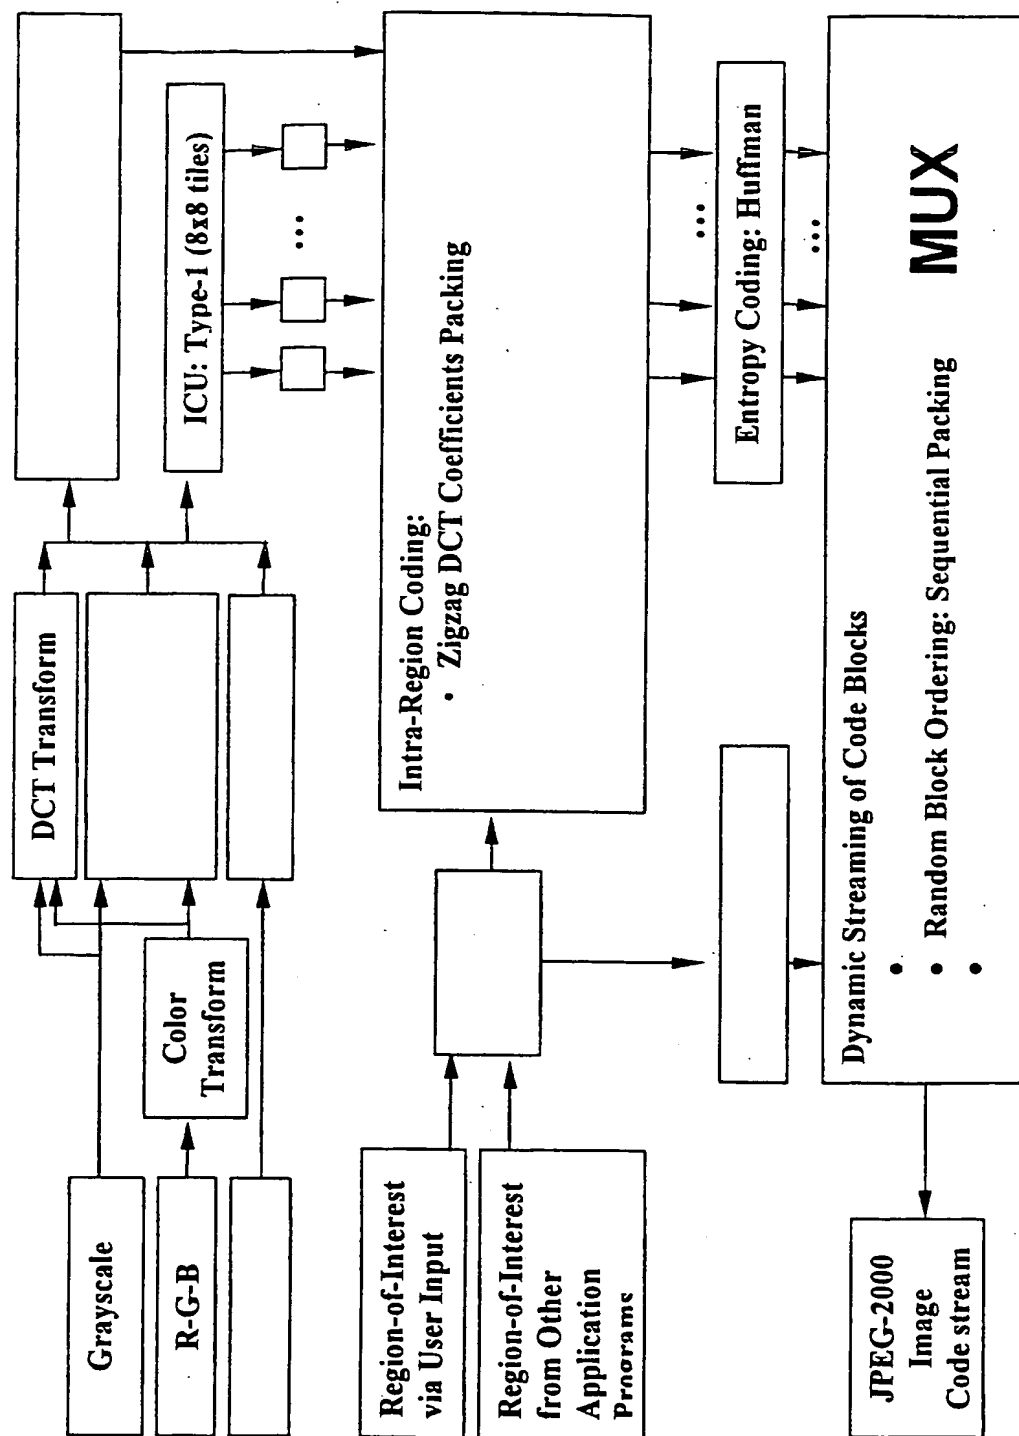 Grayscale
R-G-B
Color
Transform
DCT Transform
ICU: Type-1 (8x8 tiles)
...
Region-of-Interest
via User Input
Region-of-Interest
from Other
Application
Programs
Intra-Region Coding:
• Zigzag DCT Coefficients Packing
...
Entropy Coding: Huffman
...
Dynamic Streaming of Code Blocks
•
• Random Block Ordering: Sequential Packing
•
MUX
JPEG-2000
Image
Code stream